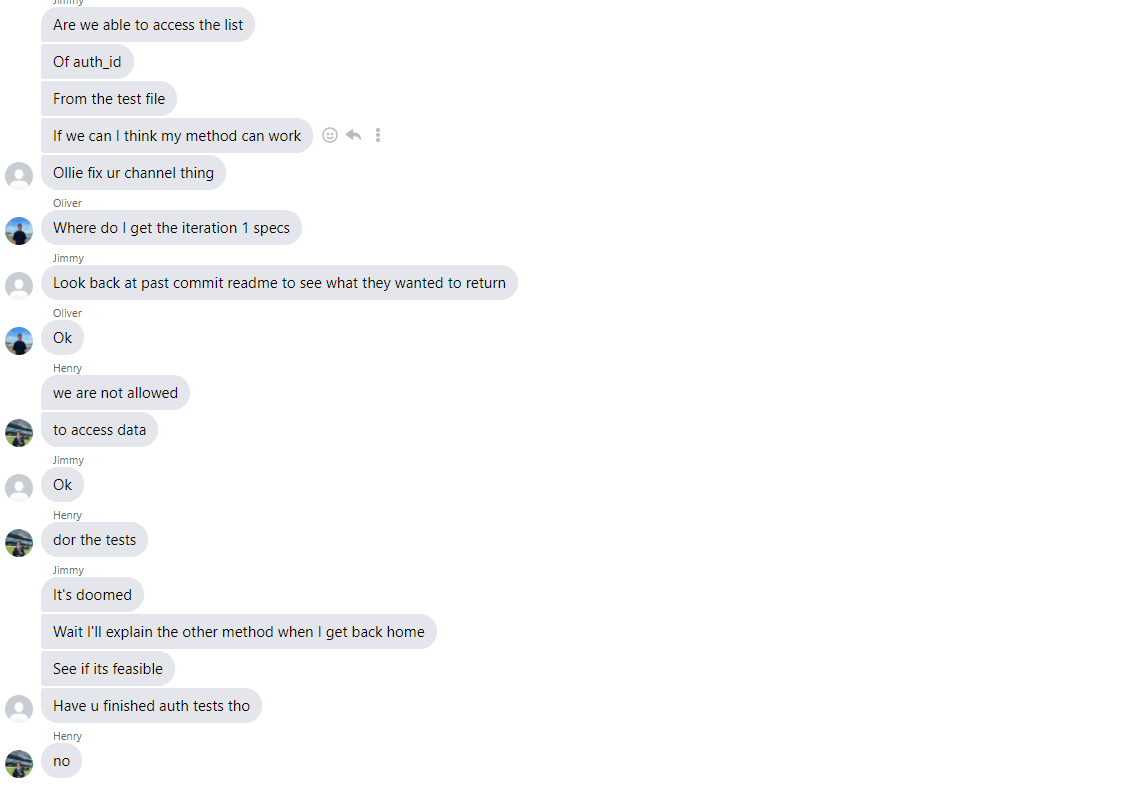 Jimmy
Are we able to access the list
Of auth_id
From the test file
If we can I think my method can work
Ollie fix ur channel thing
Oliver
Where do I get the iteration 1 specs
Jimmy
Look back at past commit readme to see what they wanted to return
Oliver
Ok
Henry
we are not allowed
to access data
Jimmy
Ok
Henry
dor the tests
Jimmy
It's doomed
Wait I'll explain the other method when I get back home
See if its feasible
Have u finished auth tests tho
Henry
no